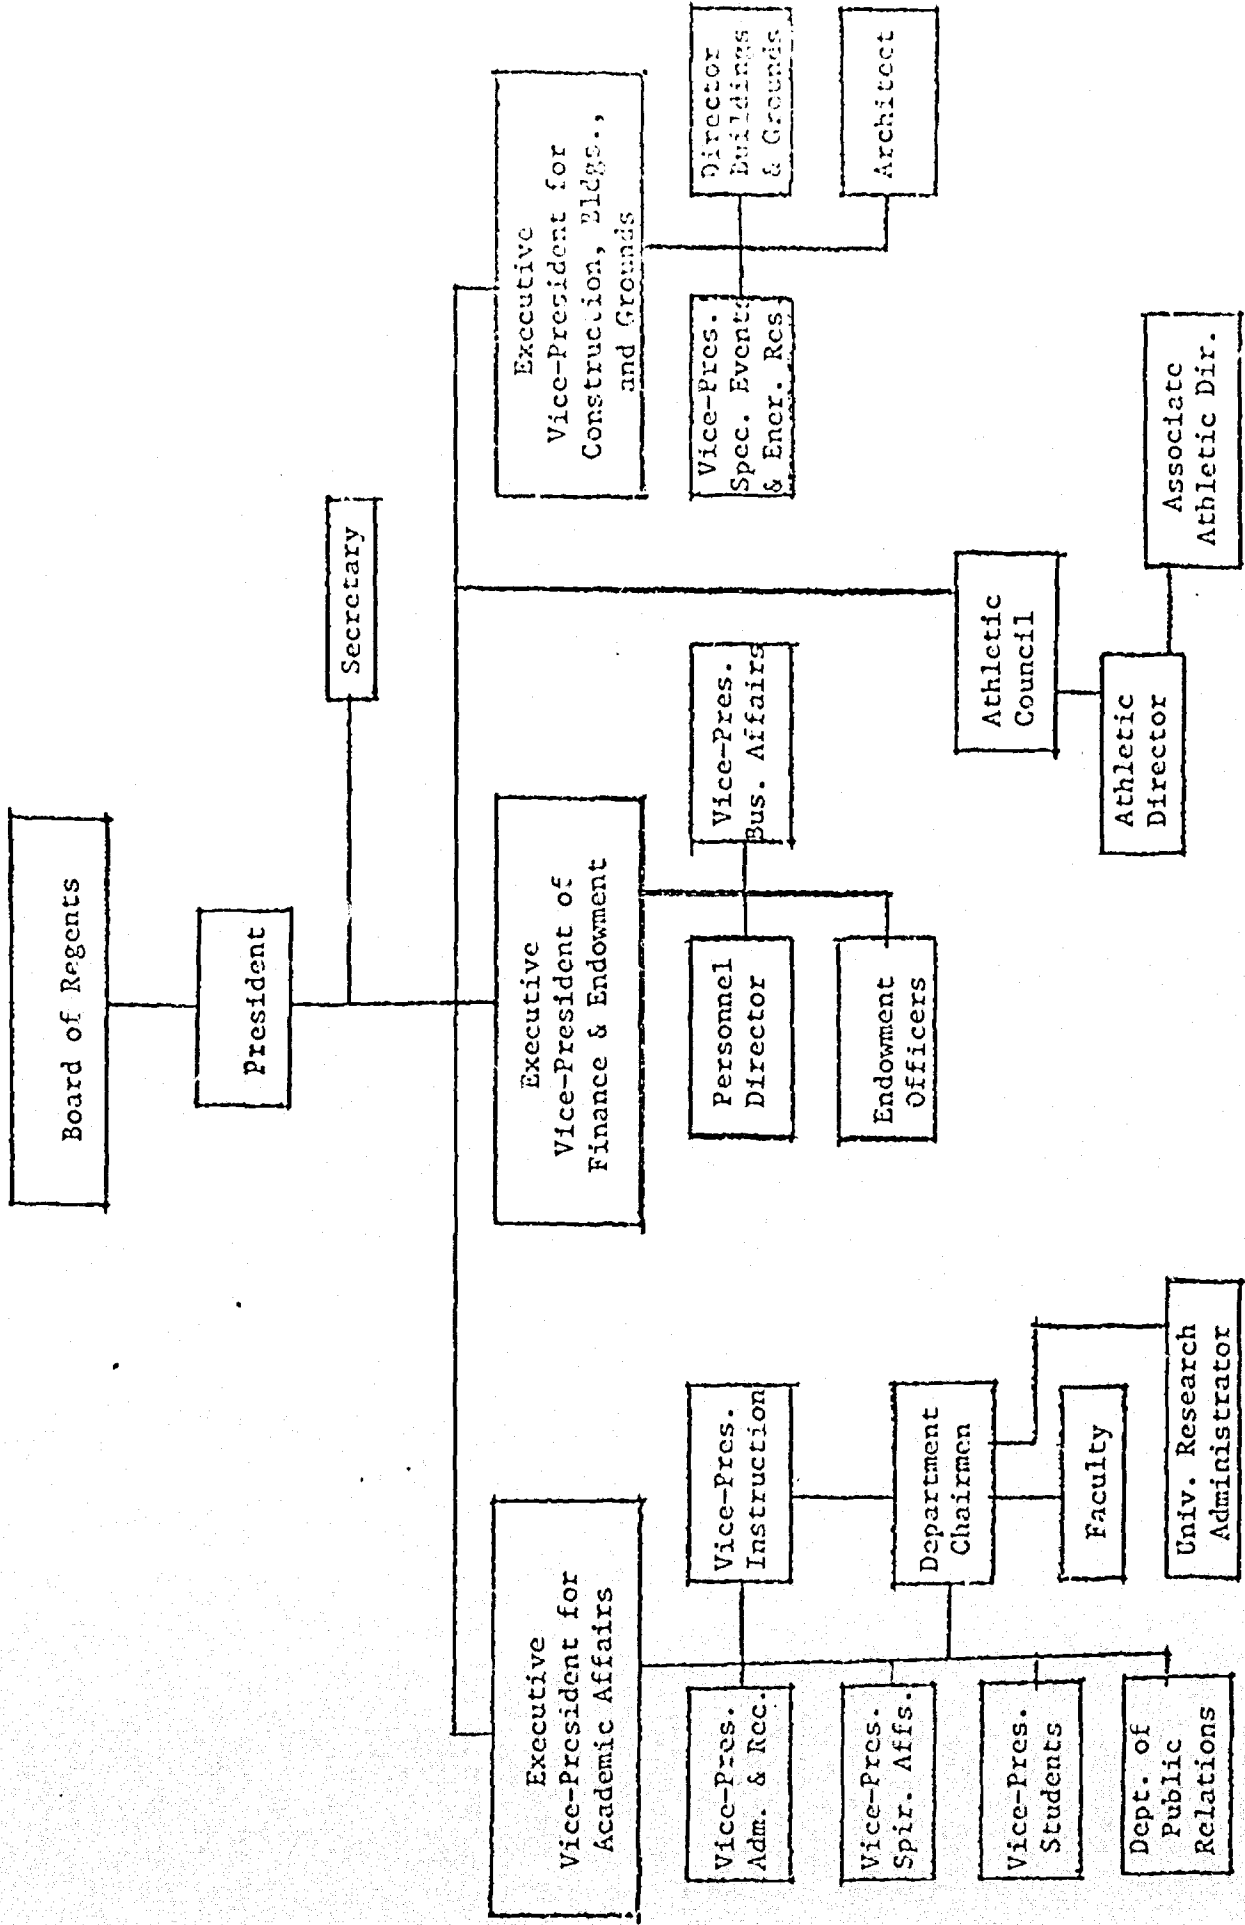 Board of Regents
President
Secretary
Executive
Vice-President for
Academic Affairs
Executive
Vice-President of
Finance & Endowment
Executive
Vice-President for
Construction, Bldgs.,
and Grounds
Vice-Pres.
Adm. & Rec.
Vice-Pres.
Instruction
Personnel
Director
Vice-Pres.
Bus. Affairs
Vice-Pres.
Spec. Events
& Encr. Res.
Director
Buildings
& Grounds
Vice-Pres.
Spir. Affs.
Department
Chairmen
Endowment
Officers
Architect
Vice-Pres.
Students
Athletic
Council
Faculty
Dept. of
Public
Relations
Athletic
Director
Univ. Research
Administrator
Associate
Athletic Dir.